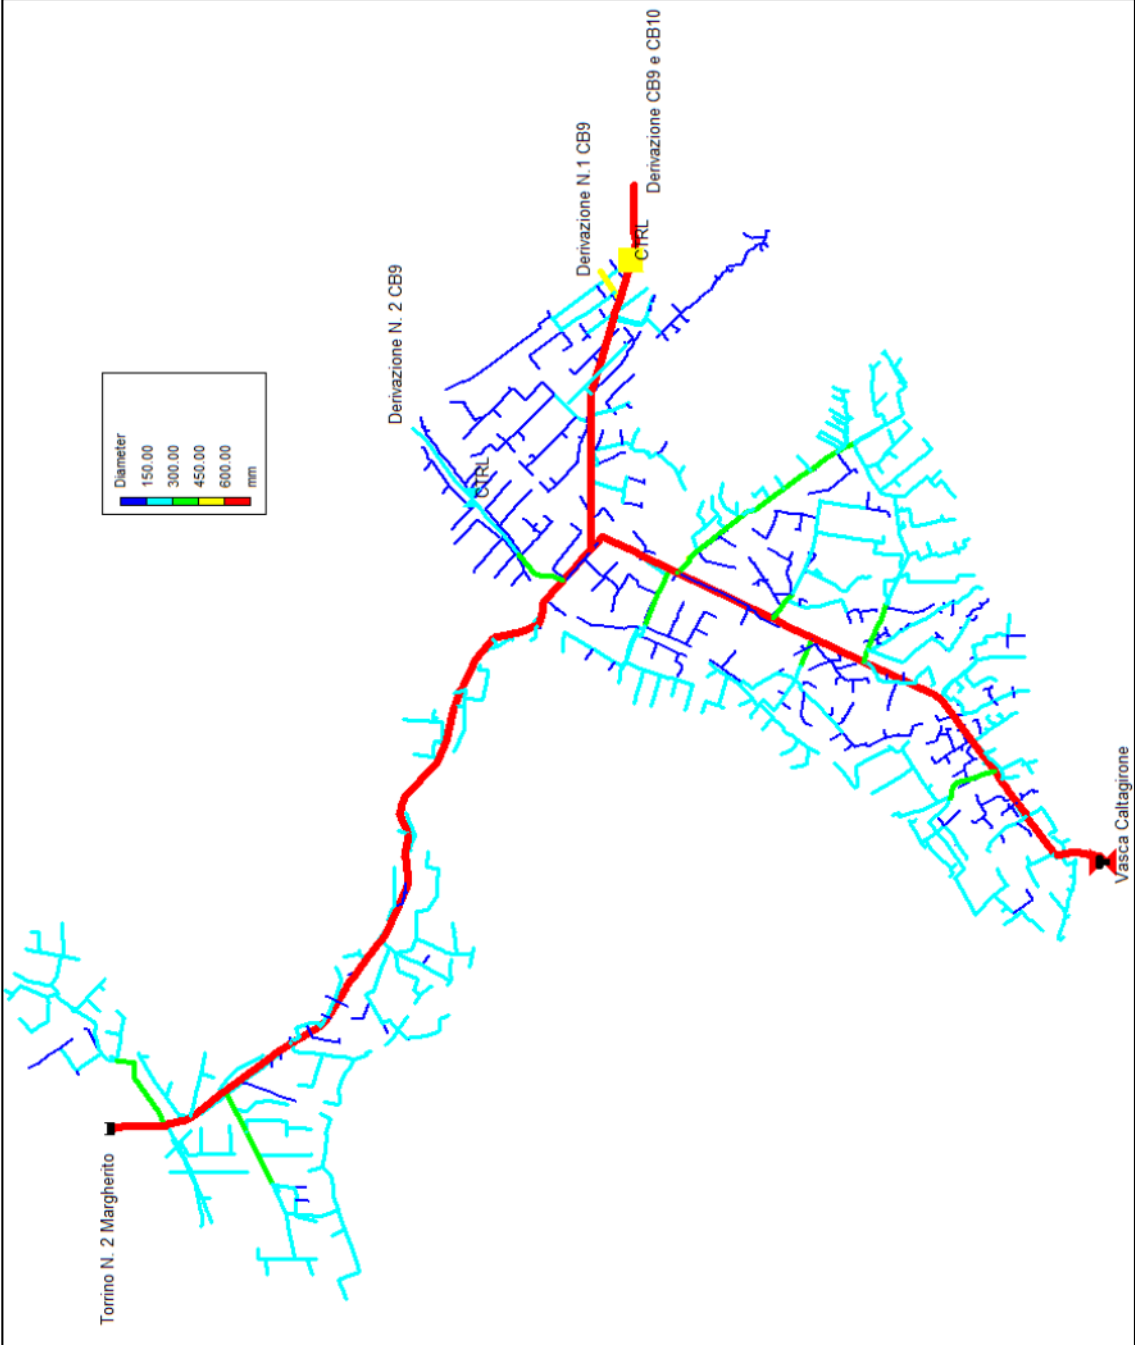 Diameter
150.00
300.00
450.00
600.00
mm
Derivazione CB9 e CB10
Derivazione N.1 CB9
CTRL
Derivazione N. 2 CB9
CTRL
Torrino N. 2 Margherito
Vasca Caltagirone